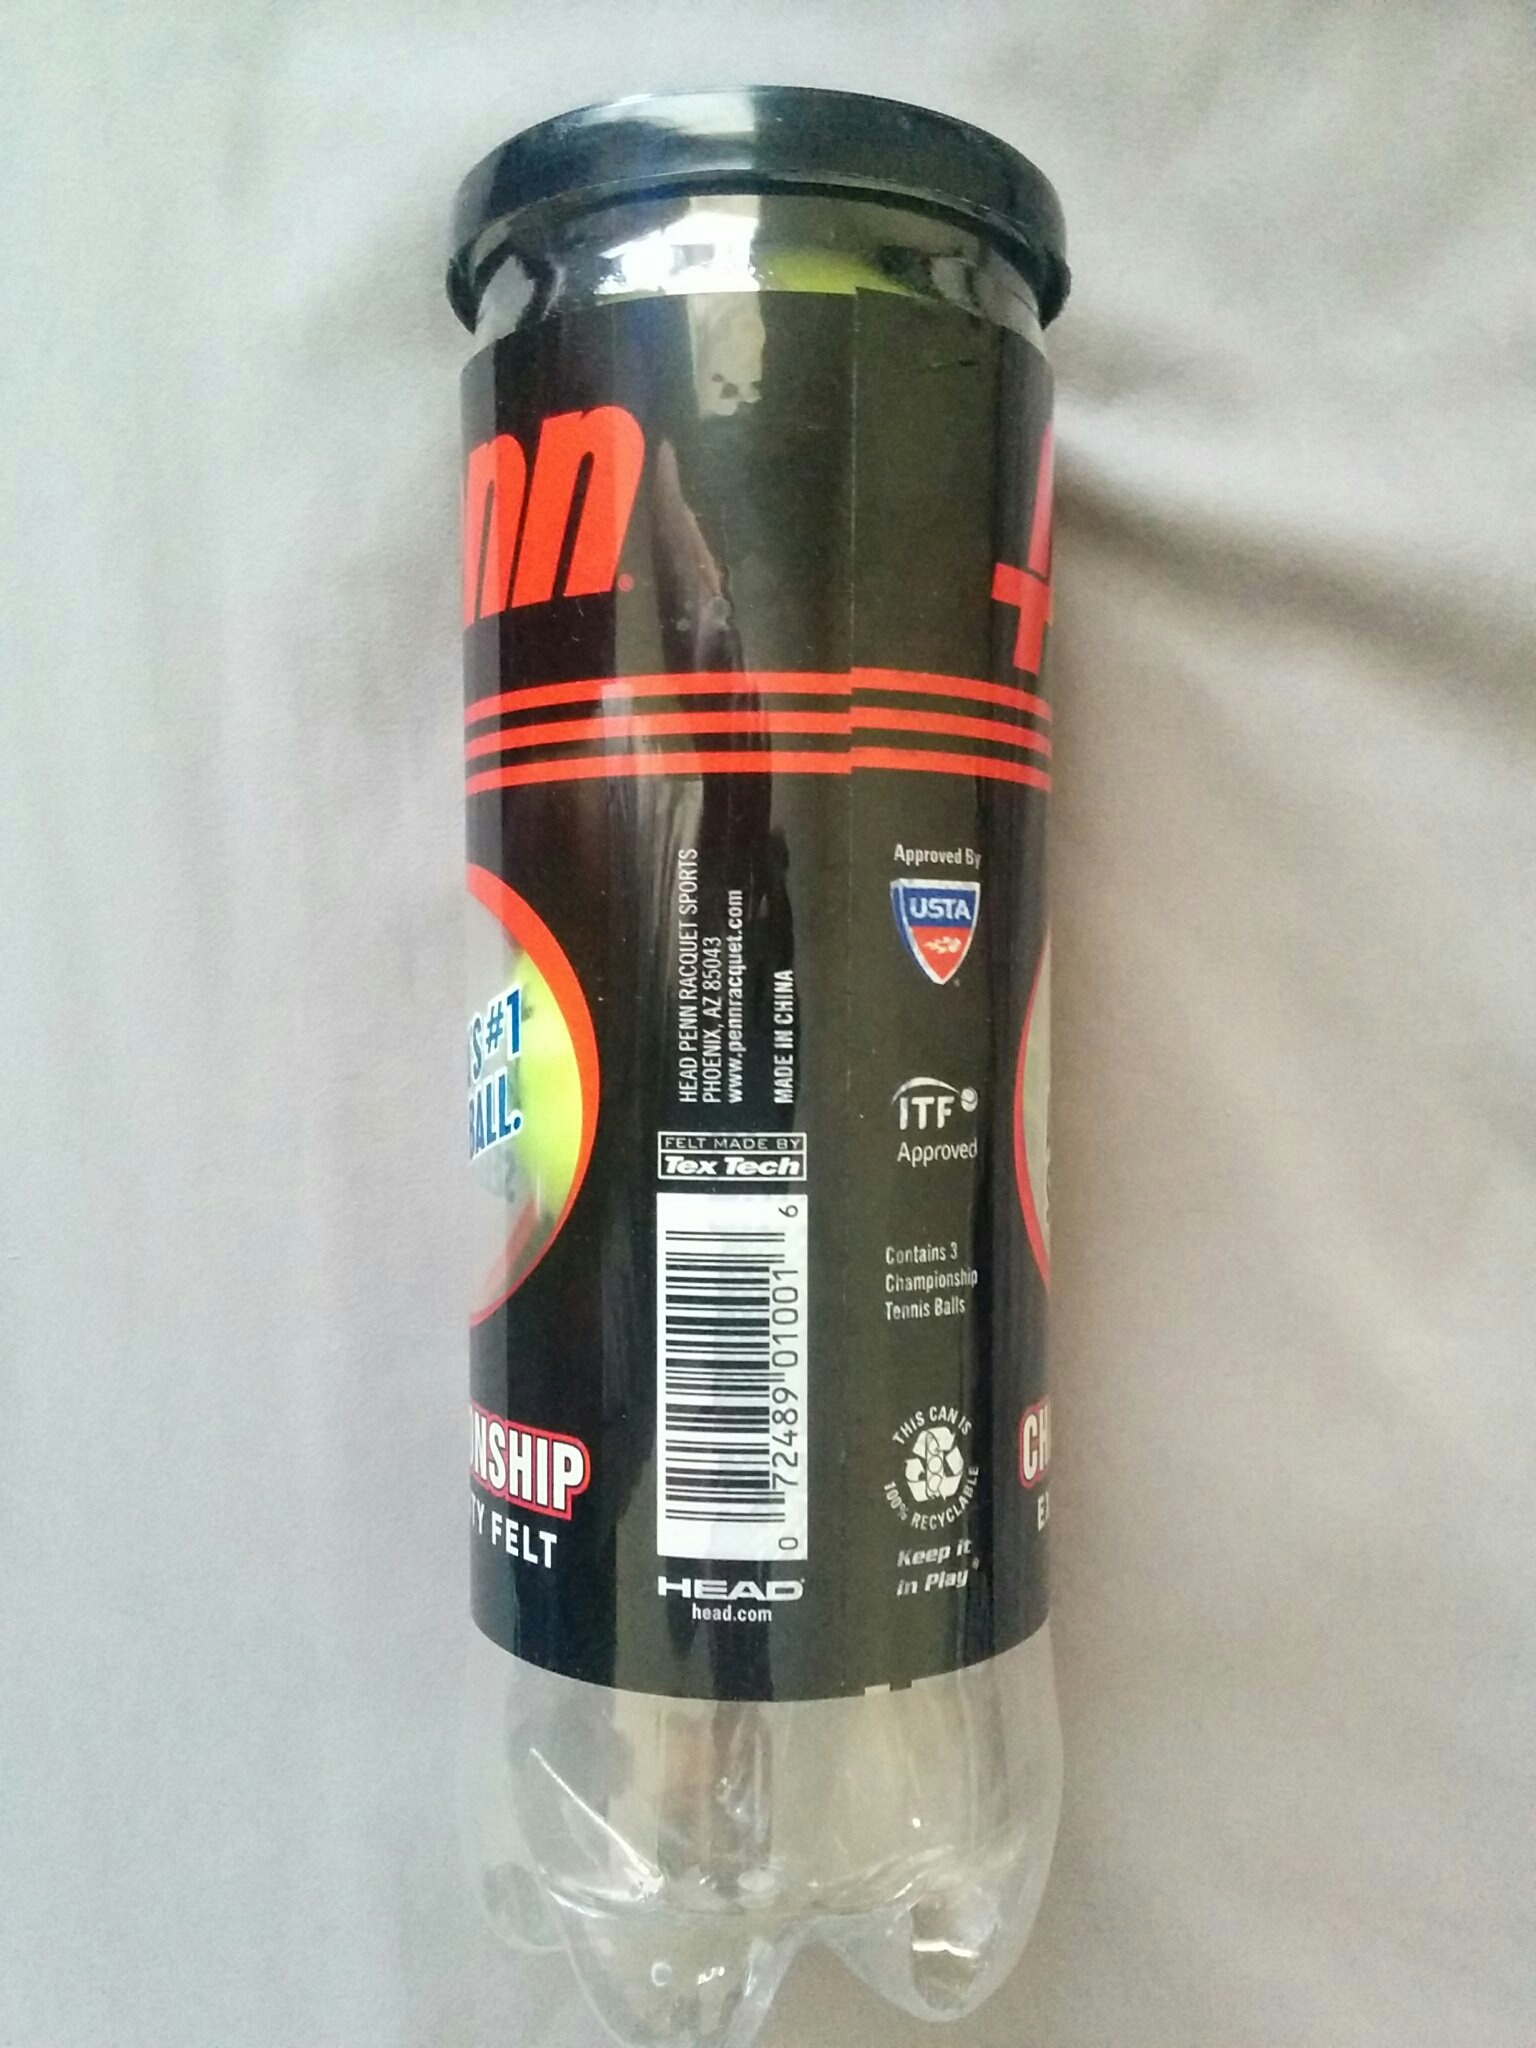 nn
'S #1
BALL.
ONSHIP
TY FELT
HEAD PENN RACQUET SPORTS
PHOENIX, AZ 85043
www.pennracquet.com
MADE IN CHINA
FELT MADE BY
Tex Tech
0 72489 01001 6
HEAD
head.com
Approved By
USTA
ITF
Approved
Contains 3
Championship
Tennis Balls
THIS CAN IS
100% RECYCLABLE
Keep it
in Play®
CH